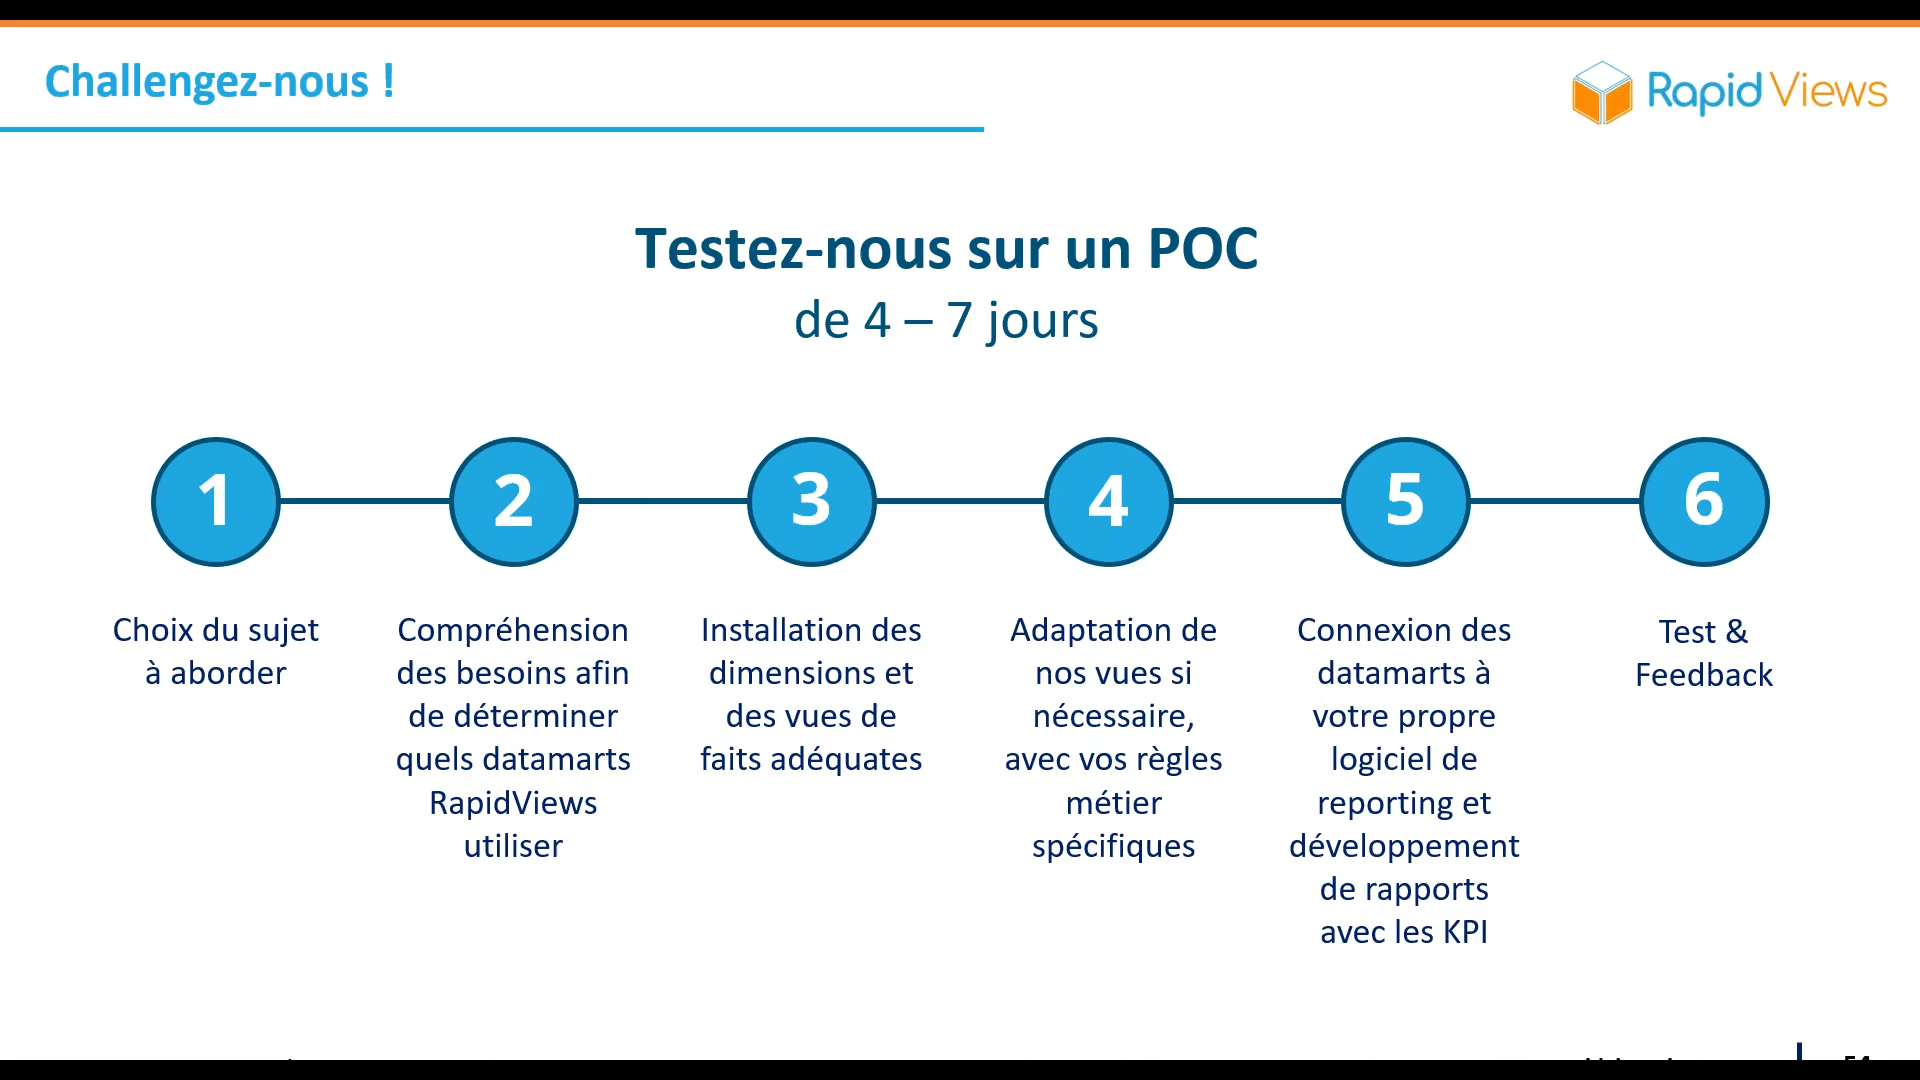 Challengez-nous !
Rapid Views
Testez-nous sur un POC
de 4 – 7 jours
1
2
3
4
5
6
Choix du sujet
à aborder
Compréhension
des besoins afin
de déterminer
quels datamarts
RapidViews
utiliser
Installation des
dimensions et
des vues de
faits adéquates
Adaptation de
nos vues si
nécessaire,
avec vos règles
métier
spécifiques
Connexion des
datamarts à
votre propre
logiciel de
reporting et
développement
de rapports
avec les KPI
Test &
Feedback